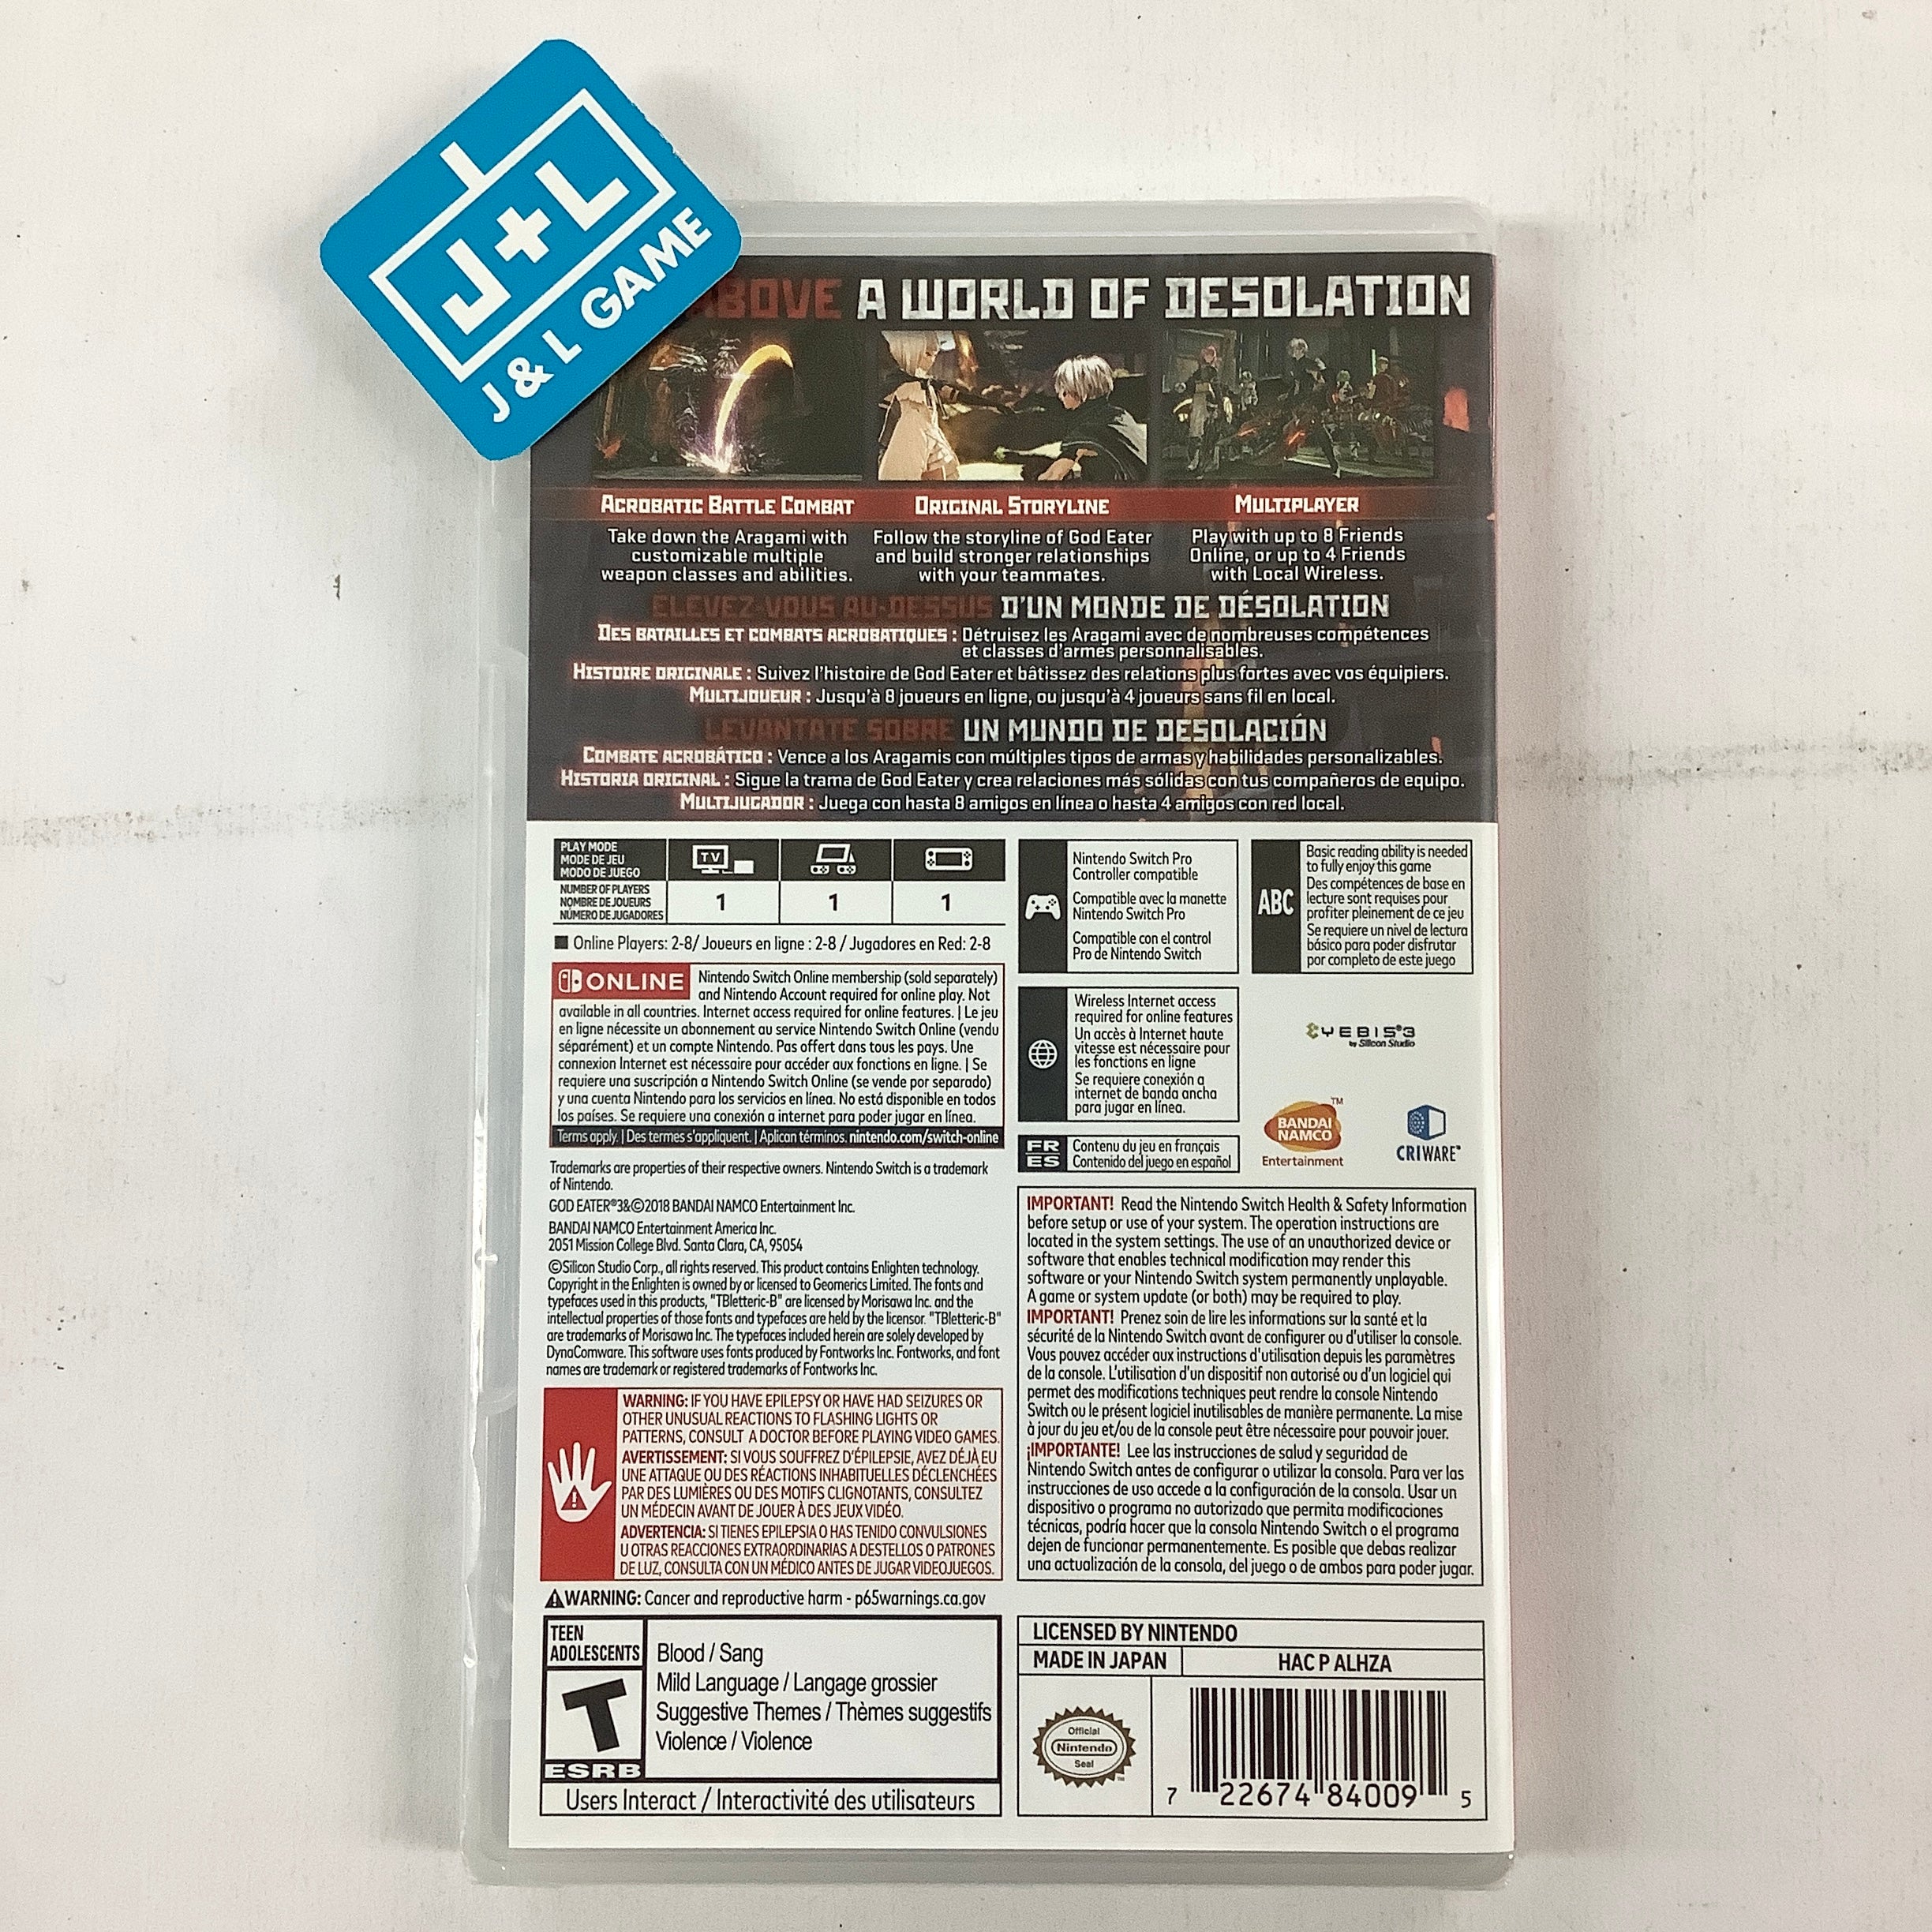 J+L
J & L GAME
ABOVE A WORLD OF DESOLATION
ACROBATIC BATTLE COMBAT
Take down the Aragami with
customizable multiple
weapon classes and abilities.
ORIGINAL STORYLINE
Follow the storyline of God Eater
and build stronger relationships
with your teammates.
MULTIPLAYER
Play with up to 8 Friends
Online, or up to 4 Friends
with Local Wireless.
ELEVEZ-VOUS AU-DESSUS D'UN MONDE DE DÉSOLATION
DES BATAILLES ET COMBATS ACROBATIQUES : Détruisez les Aragami avec de nombreuses compétences
et classes d'armes personnalisables.
HISTOIRE ORIGINALE : Suivez l'histoire de God Eater et bâtissez des relations plus fortes avec vos équipiers.
MULTIJOUEUR : Jusqu'à 8 joueurs en ligne, ou jusqu'à 4 joueurs sans fil en local.
LEVANTATE SOBRE UN MUNDO DE DESOLACIÓN
COMBATE ACROBÁTICO : Vence a los Aragamis con múltiples tipos de armas y habilidades personalizables.
HISTORIA ORIGINAL : Sigue la trama de God Eater y crea relaciones más sólidas con tus compañeros de equipo.
MULTIJUGADOR : Juega con hasta 8 amigos en línea o hasta 4 amigos con red local.
PLAY MODE
MODE DE JEU
MODO DE JUEGO
TV
NUMBER OF PLAYERS
NOMBRE DE JOUEURS
NÚMERO DE JUGADORES
1 1 1
Online Players: 2-8/ Joueurs en ligne : 2-8 / Jugadores en Red: 2-8
ONLINE Nintendo Switch Online membership (sold separately)
and Nintendo Account required for online play. Not
available in all countries. Internet access required for online features. | Le jeu
en ligne nécessite un abonnement au service Nintendo Switch Online (vendu
séparément) et un compte Nintendo. Pas offert dans tous les pays. Une
connexion Internet est nécessaire pour accéder aux fonctions en ligne. | Se
requiere una suscripción a Nintendo Switch Online (se vende por separado)
y una cuenta Nintendo para los servicios en línea. No está disponible en todos
los países. Se requiere una conexión a internet para poder jugar en línea.
Terms apply. | Des termes s'appliquent. | Aplican términos. nintendo.com/switch-online
Nintendo Switch Pro
Controller compatible
Compatible avec la manette
Nintendo Switch Pro
Compatible con el control
Pro de Nintendo Switch
ABC
Basic reading ability is needed
to fully enjoy this game
Des compétences de base en
lecture sont requises pour
profiter pleinement de ce jeu
Se requiere un nivel de lectura
básico para poder disfrutar
por completo de este juego
Wireless Internet access
required for online features
Un accès à Internet haute
vitesse est nécessaire pour
les fonctions en ligne
Se requiere conexión a
internet de banda ancha
para jugar en línea.
FR
ES
Contenu du jeu en français
Contenido del juego en español
YEBIS®3
by Silicon Studio
BANDAI
NAMCO
TM
Entertainment
CRIWARE™
Trademarks are properties of their respective owners. Nintendo Switch is a trademark
of Nintendo.
GOD EATER®3&©2018 BANDAI NAMCO Entertainment Inc.
BANDAI NAMCO Entertainment America Inc.
2051 Mission College Blvd. Santa Clara, CA, 95054
©Silicon Studio Corp., all rights reserved. This product contains Enlighten technology.
Copyright in the Enlighten is owned by or licensed to Geomerics Limited. The fonts and
typefaces used in this products, "TBletteric-B" are licensed by Morisawa Inc. and the
intellectual properties of those fonts and typefaces are held by the licensor. "TBletteric-B"
are trademarks of Morisawa Inc. The typefaces included herein are solely developed by
DynaComware. This software uses fonts produced by Fontworks Inc. Fontworks, and font
names are trademark or registered trademarks of Fontworks Inc.
WARNING: IF YOU HAVE EPILEPSY OR HAVE HAD SEIZURES OR
OTHER UNUSUAL REACTIONS TO FLASHING LIGHTS OR
PATTERNS, CONSULT A DOCTOR BEFORE PLAYING VIDEO GAMES.
AVERTISSEMENT: SI VOUS SOUFFREZ D'ÉPILEPSIE, AVEZ DÉJÀ EU
UNE ATTAQUE OU DES RÉACTIONS INHABITUELLES DÉCLENCHÉES
PAR DES LUMIÈRES OU DES MOTIFS CLIGNOTANTS, CONSULTEZ
UN MÉDECIN AVANT DE JOUER À DES JEUX VIDÉO.
ADVERTENCIA: SI TIENES EPILEPSIA O HAS TENIDO CONVULSIONES
U OTRAS REACCIONES EXTRAORDINARIAS A DESTELLOS O PATRONES
DE LUZ, CONSULTA CON UN MÉDICO ANTES DE JUGAR VIDEOJUEGOS.
WARNING: Cancer and reproductive harm - p65warnings.ca.gov
IMPORTANT! Read the Nintendo Switch Health & Safety Information
before setup or use of your system. The operation instructions are
located in the system settings. The use of an unauthorized device or
software that enables technical modification may render this
software or your Nintendo Switch system permanently unplayable.
A game or system update (or both) may be required to play.
IMPORTANT! Prenez soin de lire les informations sur la santé et la
sécurité de la Nintendo Switch avant de configurer ou d'utiliser la console.
Vous pouvez accéder aux instructions d'utilisation depuis les paramètres
de la console. L'utilisation d'un dispositif non autorisé ou d'un logiciel qui
permet des modifications techniques peut rendre la console Nintendo
Switch ou le présent logiciel inutilisables de manière permanente. La mise
à jour du jeu et/ou de la console peut être nécessaire pour pouvoir jouer.
¡IMPORTANTE! Lee las instrucciones de salud y seguridad de
Nintendo Switch antes de configurar o utilizar la consola. Para ver las
instrucciones de uso accede a la configuración de la consola. Usar un
dispositivo o programa no autorizado que permita modificaciones
técnicas, podría hacer que la consola Nintendo Switch o el programa
dejen de funcionar permanentemente. Es posible que debas realizar
una actualización de la consola, del juego o de ambos para poder jugar.
TEEN
ADOLESCENTS
T
ESRB
Blood / Sang
Mild Language / Langage grossier
Suggestive Themes / Thèmes suggestifs
Violence / Violence
Users Interact / Interactivité des utilisateurs
LICENSED BY NINTENDO
MADE IN JAPAN
HAC P ALHZA
Official
Nintendo
Seal
7 22674 84009 5